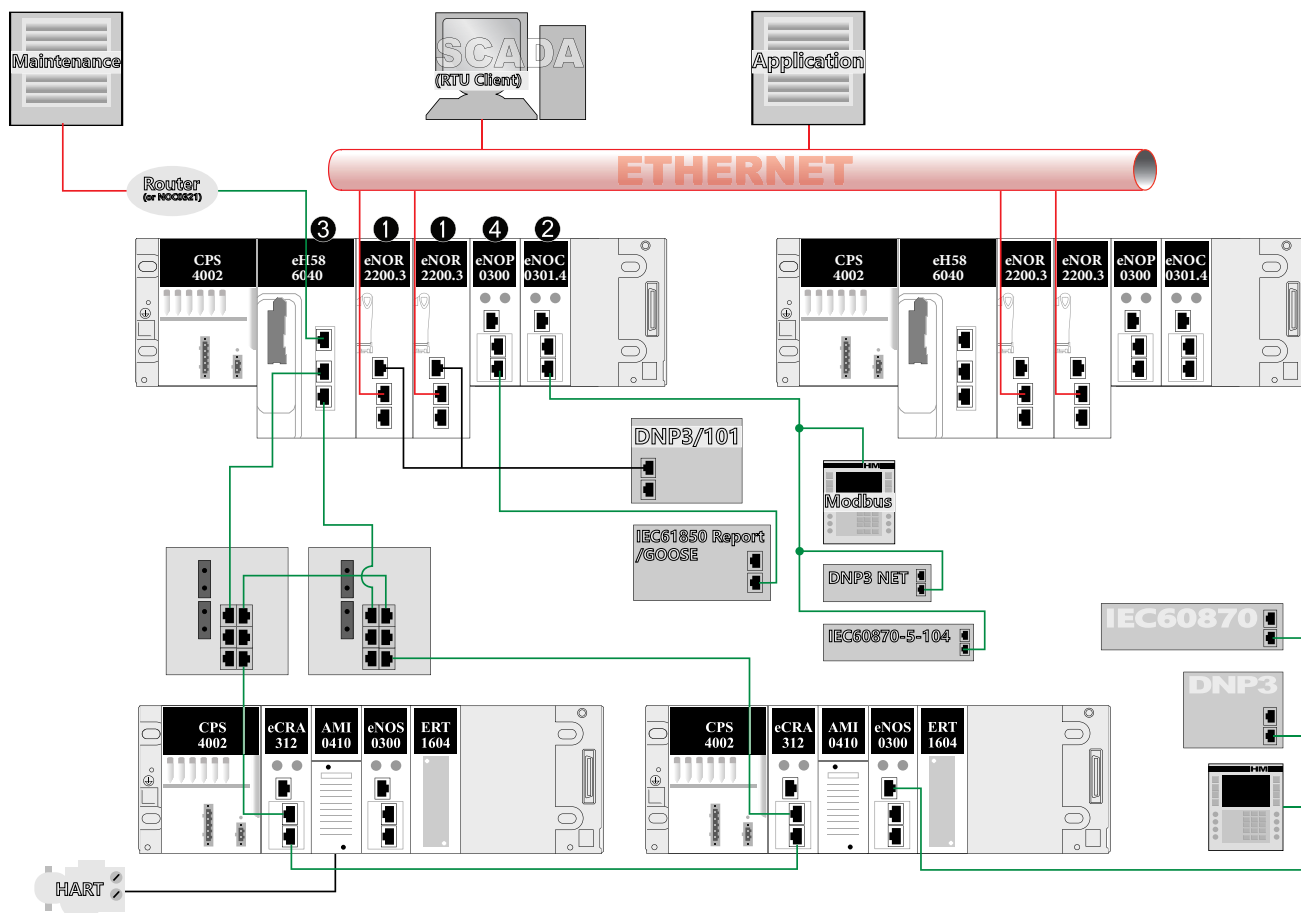 Maintenance
SCADA
(RTU Client)
Application
ETHERNET
Router
(or NOC0321)
3
1
1
4
2
CPS
4002
eH58
6040
eNOR
2200.3
eNOR
2200.3
eNOP
0300
eNOC
0301.4
CPS
4002
eH58
6040
eNOR
2200.3
eNOR
2200.3
eNOP
0300
eNOC
0301.4
DNP3/101
HM
Modbus
IEC61850 Report
/GOOSE
DNP3 NET
IEC60870-5-104
IEC60870
DNP3
HM
CPS
4002
eCRA
312
AMI
0410
eNOS
0300
ERT
1604
CPS
4002
eCRA
312
AMI
0410
eNOS
0300
ERT
1604
HART